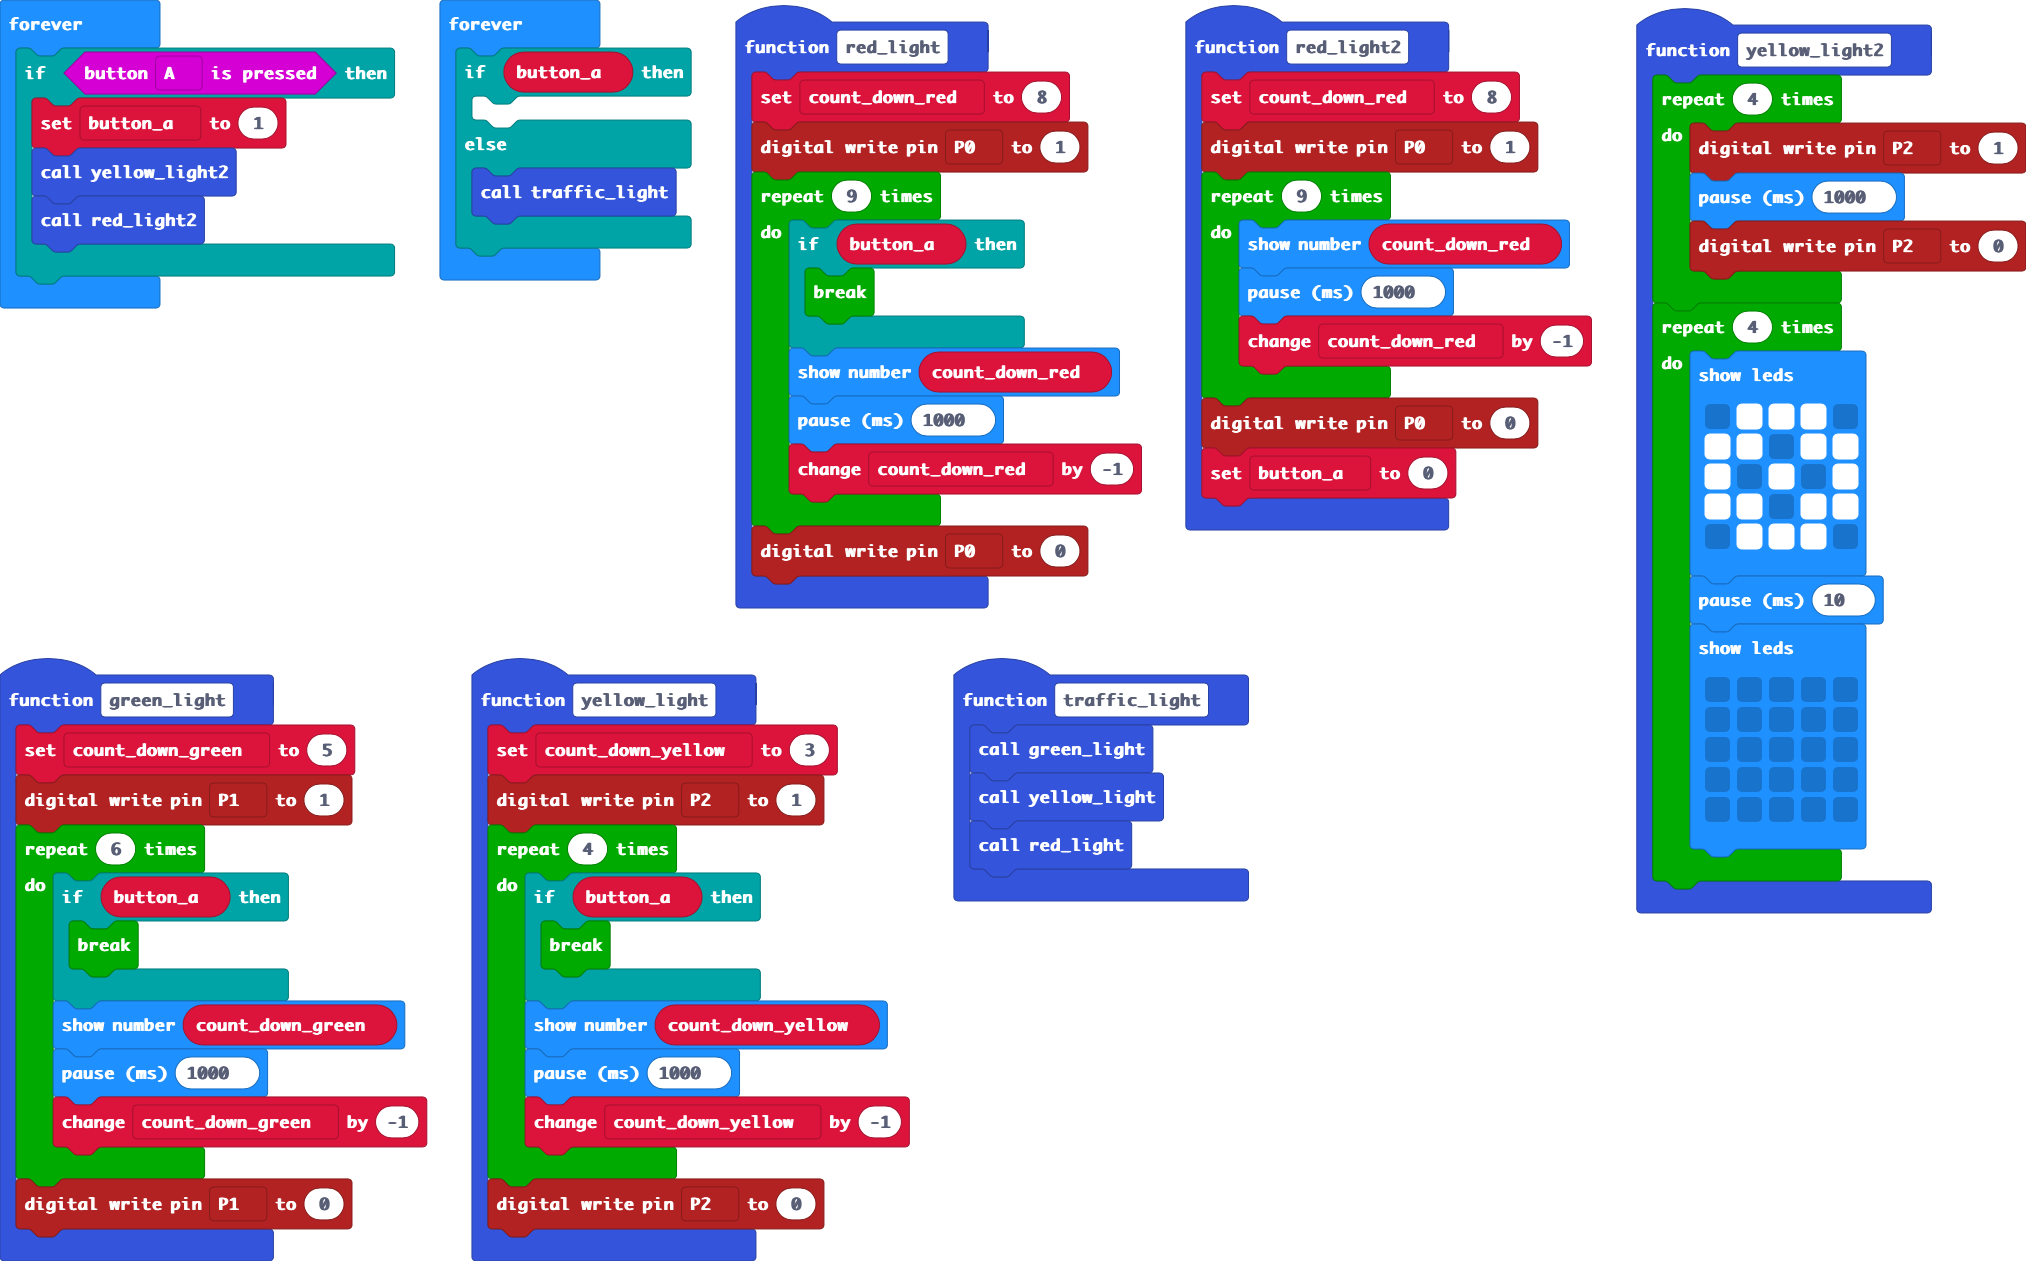 forever
if button A is pressed then
set button_a to 1
call yellow_light2
call red_light2
forever
if button_a then
else
call traffic_light
function red_light
set count_down_red to 8
digital write pin P0 to 1
repeat 9 times
do
if button_a then
break
show number count_down_red
pause (ms) 1000
change count_down_red by -1
digital write pin P0 to 0
function red_light2
set count_down_red to 8
digital write pin P0 to 1
repeat 9 times
do
show number count_down_red
pause (ms) 1000
change count_down_red by -1
digital write pin P0 to 0
set button_a to 0
function yellow_light2
repeat 4 times
do
digital write pin P2 to 1
pause (ms) 1000
digital write pin P2 to 0
repeat 4 times
do
show leds
pause (ms) 10
show leds
function green_light
set count_down_green to 5
digital write pin P1 to 1
repeat 6 times
do
if button_a then
break
show number count_down_green
pause (ms) 1000
change count_down_green by -1
digital write pin P1 to 0
function yellow_light
set count_down_yellow to 3
digital write pin P2 to 1
repeat 4 times
do
if button_a then
break
show number count_down_yellow
pause (ms) 1000
change count_down_yellow by -1
digital write pin P2 to 0
function traffic_light
call green_light
call yellow_light
call red_light